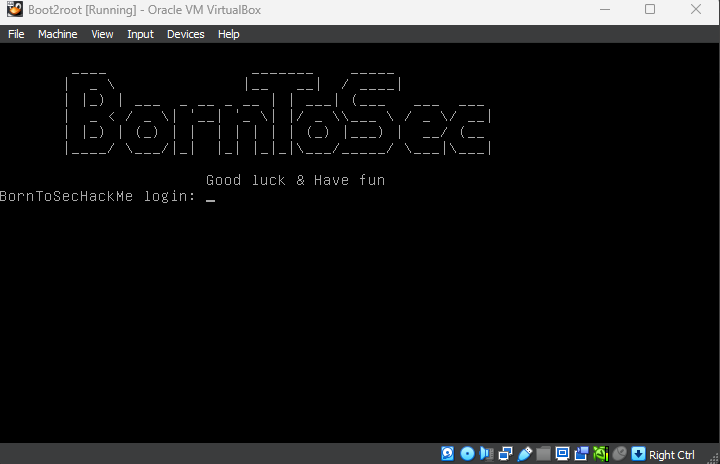 Boot2root [Running] - Oracle VM VirtualBox
File Machine View Input Devices Help
BornToSec
Good luck & Have fun
BornToSecHackMe login: _
Right Ctrl